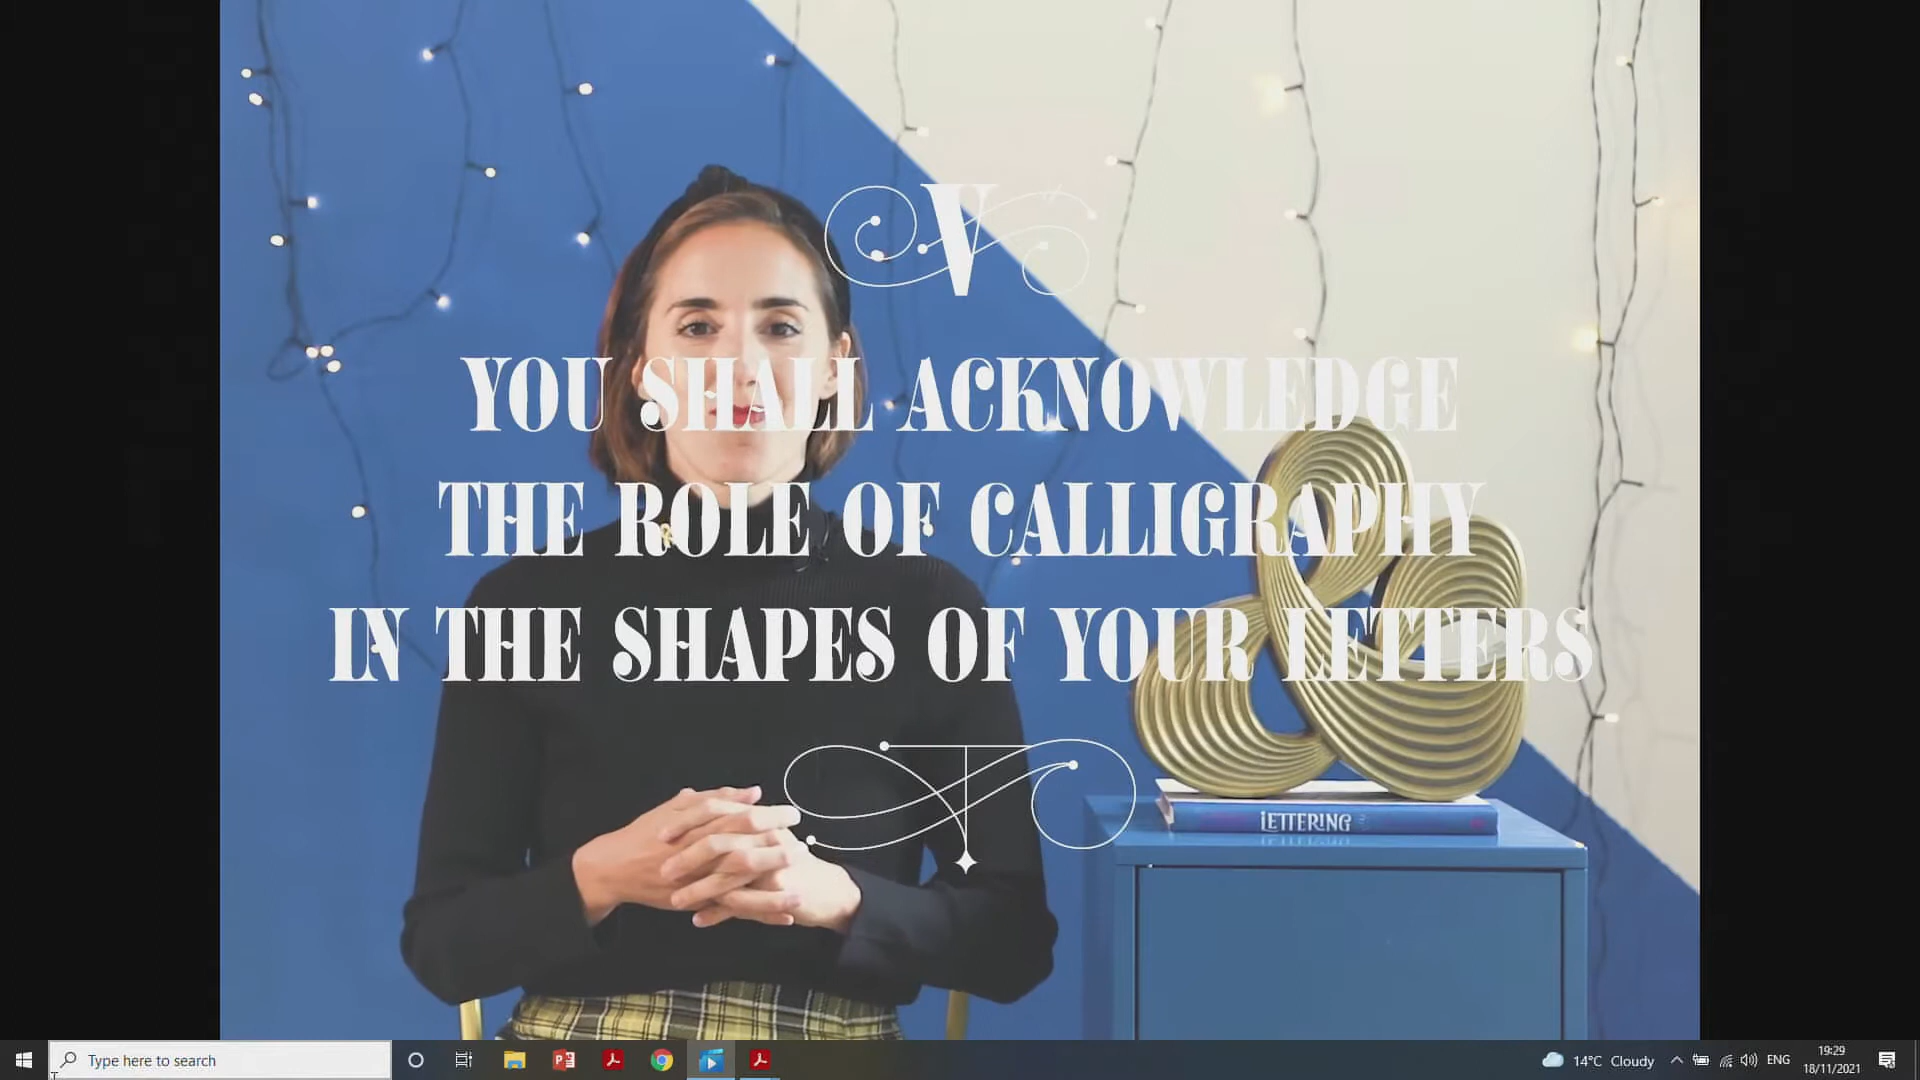 V
YOU SHALL ACKNOWLEDGE
THE ROLE OF CALLIGRAPHY
IN THE SHAPES OF YOUR LETTERS
LETTERING
Type here to search
14°C Cloudy
ENG
19:29
18/11/2021